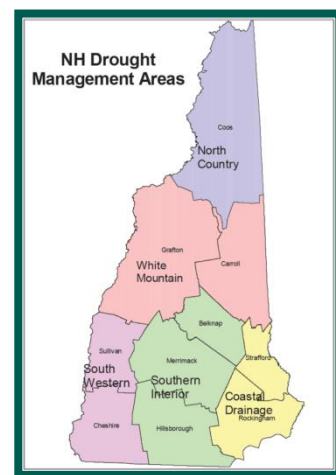 NH Drought
Management Areas
Coos
North
Country
Grafton
Carroll
White
Mountain
Belknap
Sullivan
Merrimack
Strafford
South
Western
Southern
Interior
Coastal
Drainage
Rockingham
Cheshire
Hillsborough